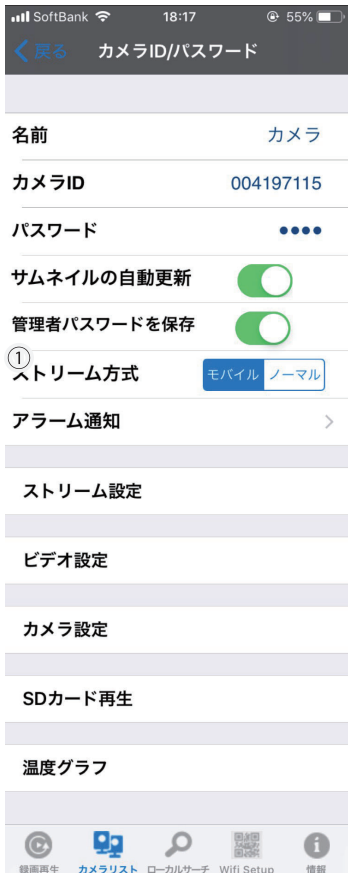 SoftBank 18:17 55%
戻る カメラID/パスワード
名前 カメラ
カメラID 004197115
パスワード ••••
サムネイルの自動更新
管理者パスワードを保存
①
ストリーム方式 モバイル ノーマル
アラーム通知
ストリーム設定
ビデオ設定
カメラ設定
SDカード再生
温度グラフ
録画再生 カメラリスト ローカルサーチ Wifi Setup 情報